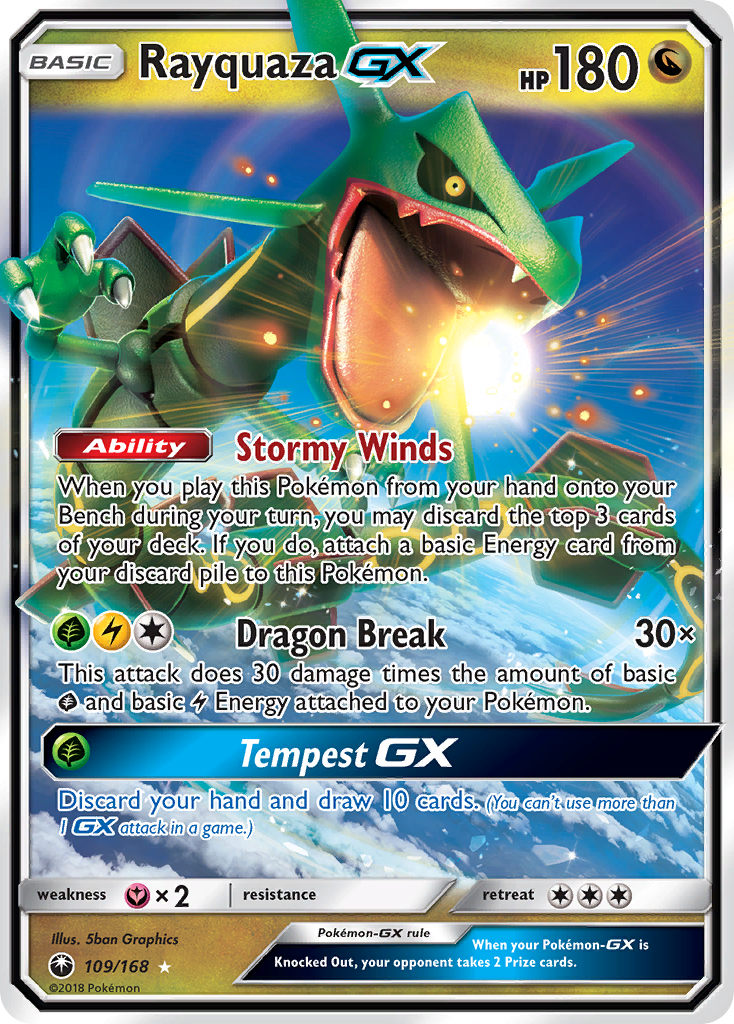 BASIC Rayquaza GX HP 180
Ability Stormy Winds
When you play this Pokémon from your hand onto your
Bench during your turn, you may discard the top 3 cards
of your deck. If you do, attach a basic Energy card from
your discard pile to this Pokémon.
Dragon Break 30×
This attack does 30 damage times the amount of basic
and basic Energy attached to your Pokémon.
Tempest GX
Discard your hand and draw 10 cards. (You can't use more than
1 GX attack in a game.)
weakness × 2 resistance retreat
Illus. 5ban Graphics
Pokémon-GX rule
When your Pokémon-GX is
Knocked Out, your opponent takes 2 Prize cards.
109/168
©2018 Pokémon